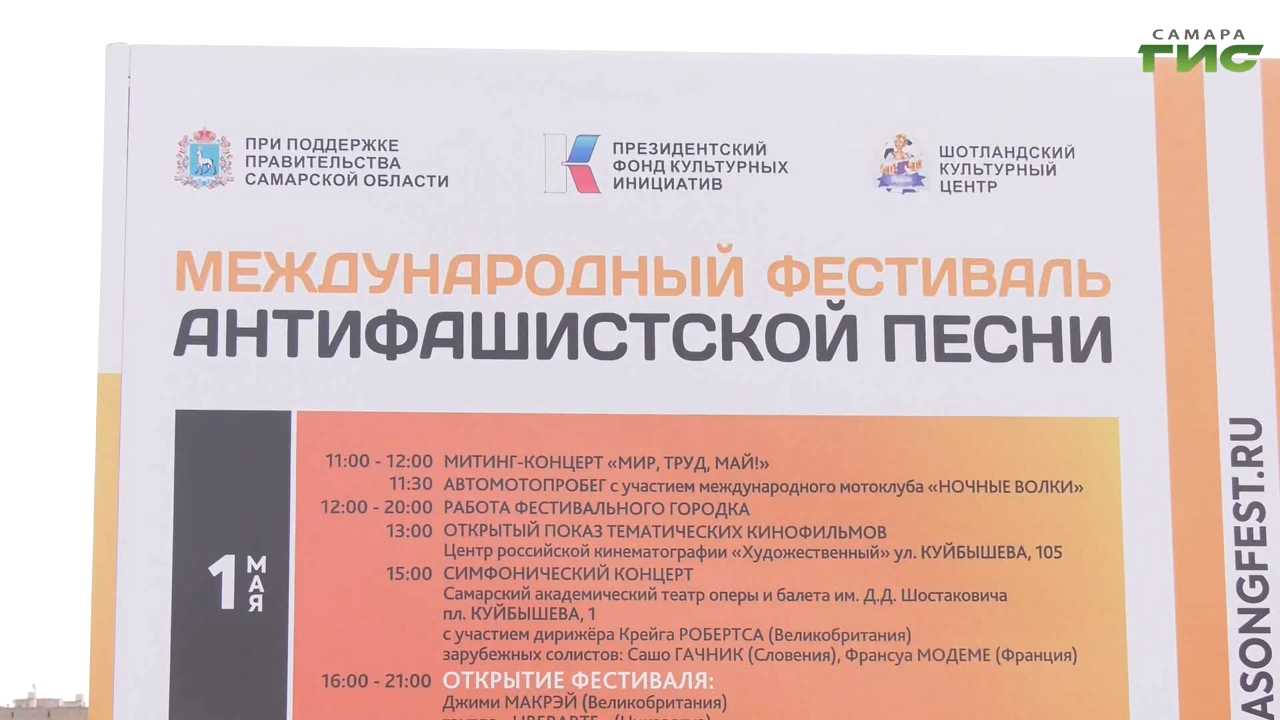 САМАРА
ГИС
ПРИ ПОДДЕРЖКЕ
ПРАВИТЕЛЬСТВА
САМАРСКОЙ ОБЛАСТИ
ПРЕЗИДЕНТСКИЙ
ФОНД КУЛЬТУРНЫХ
ИНИЦИАТИВ
ШОТЛАНДСКИЙ
КУЛЬТУРНЫЙ
ЦЕНТР
МЕЖДУНАРОДНЫЙ ФЕСТИВАЛЬ
АНТИФАШИСТСКОЙ ПЕСНИ
1 МАЯ
11:00 - 12:00 МИТИНГ-КОНЦЕРТ «МИР, ТРУД, МАЙ!»
11:30 АВТОМОТОПРОБЕГ с участием международного мотоклуба «НОЧНЫЕ ВОЛКИ»
12:00 - 20:00 РАБОТА ФЕСТИВАЛЬНОГО ГОРОДКА
13:00 ОТКРЫТЫЙ ПОКАЗ ТЕМАТИЧЕСКИХ КИНОФИЛЬМОВ
Центр российской кинематографии «Художественный» ул. КУЙБЫШЕВА, 105
15:00 СИМФОНИЧЕСКИЙ КОНЦЕРТ
Самарский академический театр оперы и балета им. Д.Д. Шостаковича
пл. КУЙБЫШЕВА, 1
с участием дирижёра Крейга РОБЕРТСА (Великобритания)
зарубежных солистов: Сашо ГАЧНИК (Словения), Франсуа МОДЕМЕ (Франция)
16:00 - 21:00 ОТКРЫТИЕ ФЕСТИВАЛЯ:
Джими МАКРЭЙ (Великобритания)
ASONGFEST.RU